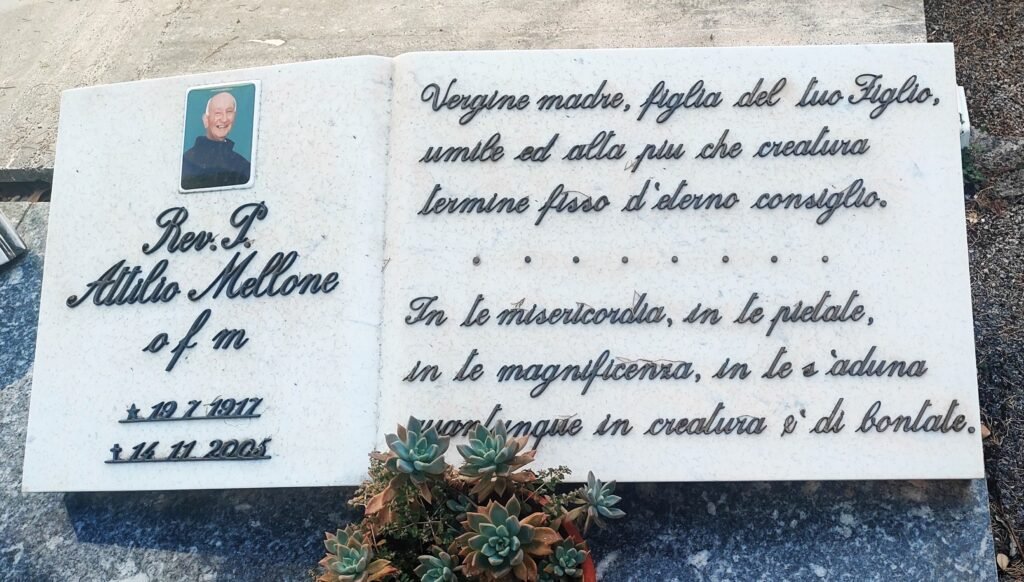 Rev. P.
Attilio Mellone
o f m
★ 19 7 1917
✝ 14 11 2005
Vergine madre, figlia del tuo Figlio,
umile ed alta piu che creatura
termine fisso d'eterno consiglio.
. . . . . . . .
In te misericordia, in te pietate,
in te magnificenza, in te s'aduna
quantunque in creatura e' di bontate.